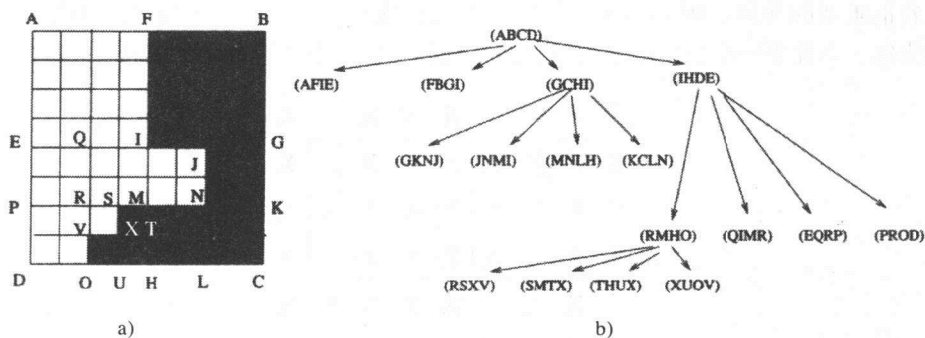 A F B
E Q I G
J
P R S M N K
V X T
D O U H L C
a)
(ABCD)
(AFIE) (FBGI) (GCHI) (IHDE)
(GKNJ) (JNMI) (MNLH) (KCLN)
(RMHO) (QIMR) (EQRP) (PROD)
(RSXV) (SMTX) (THUX) (XUOV)
b)